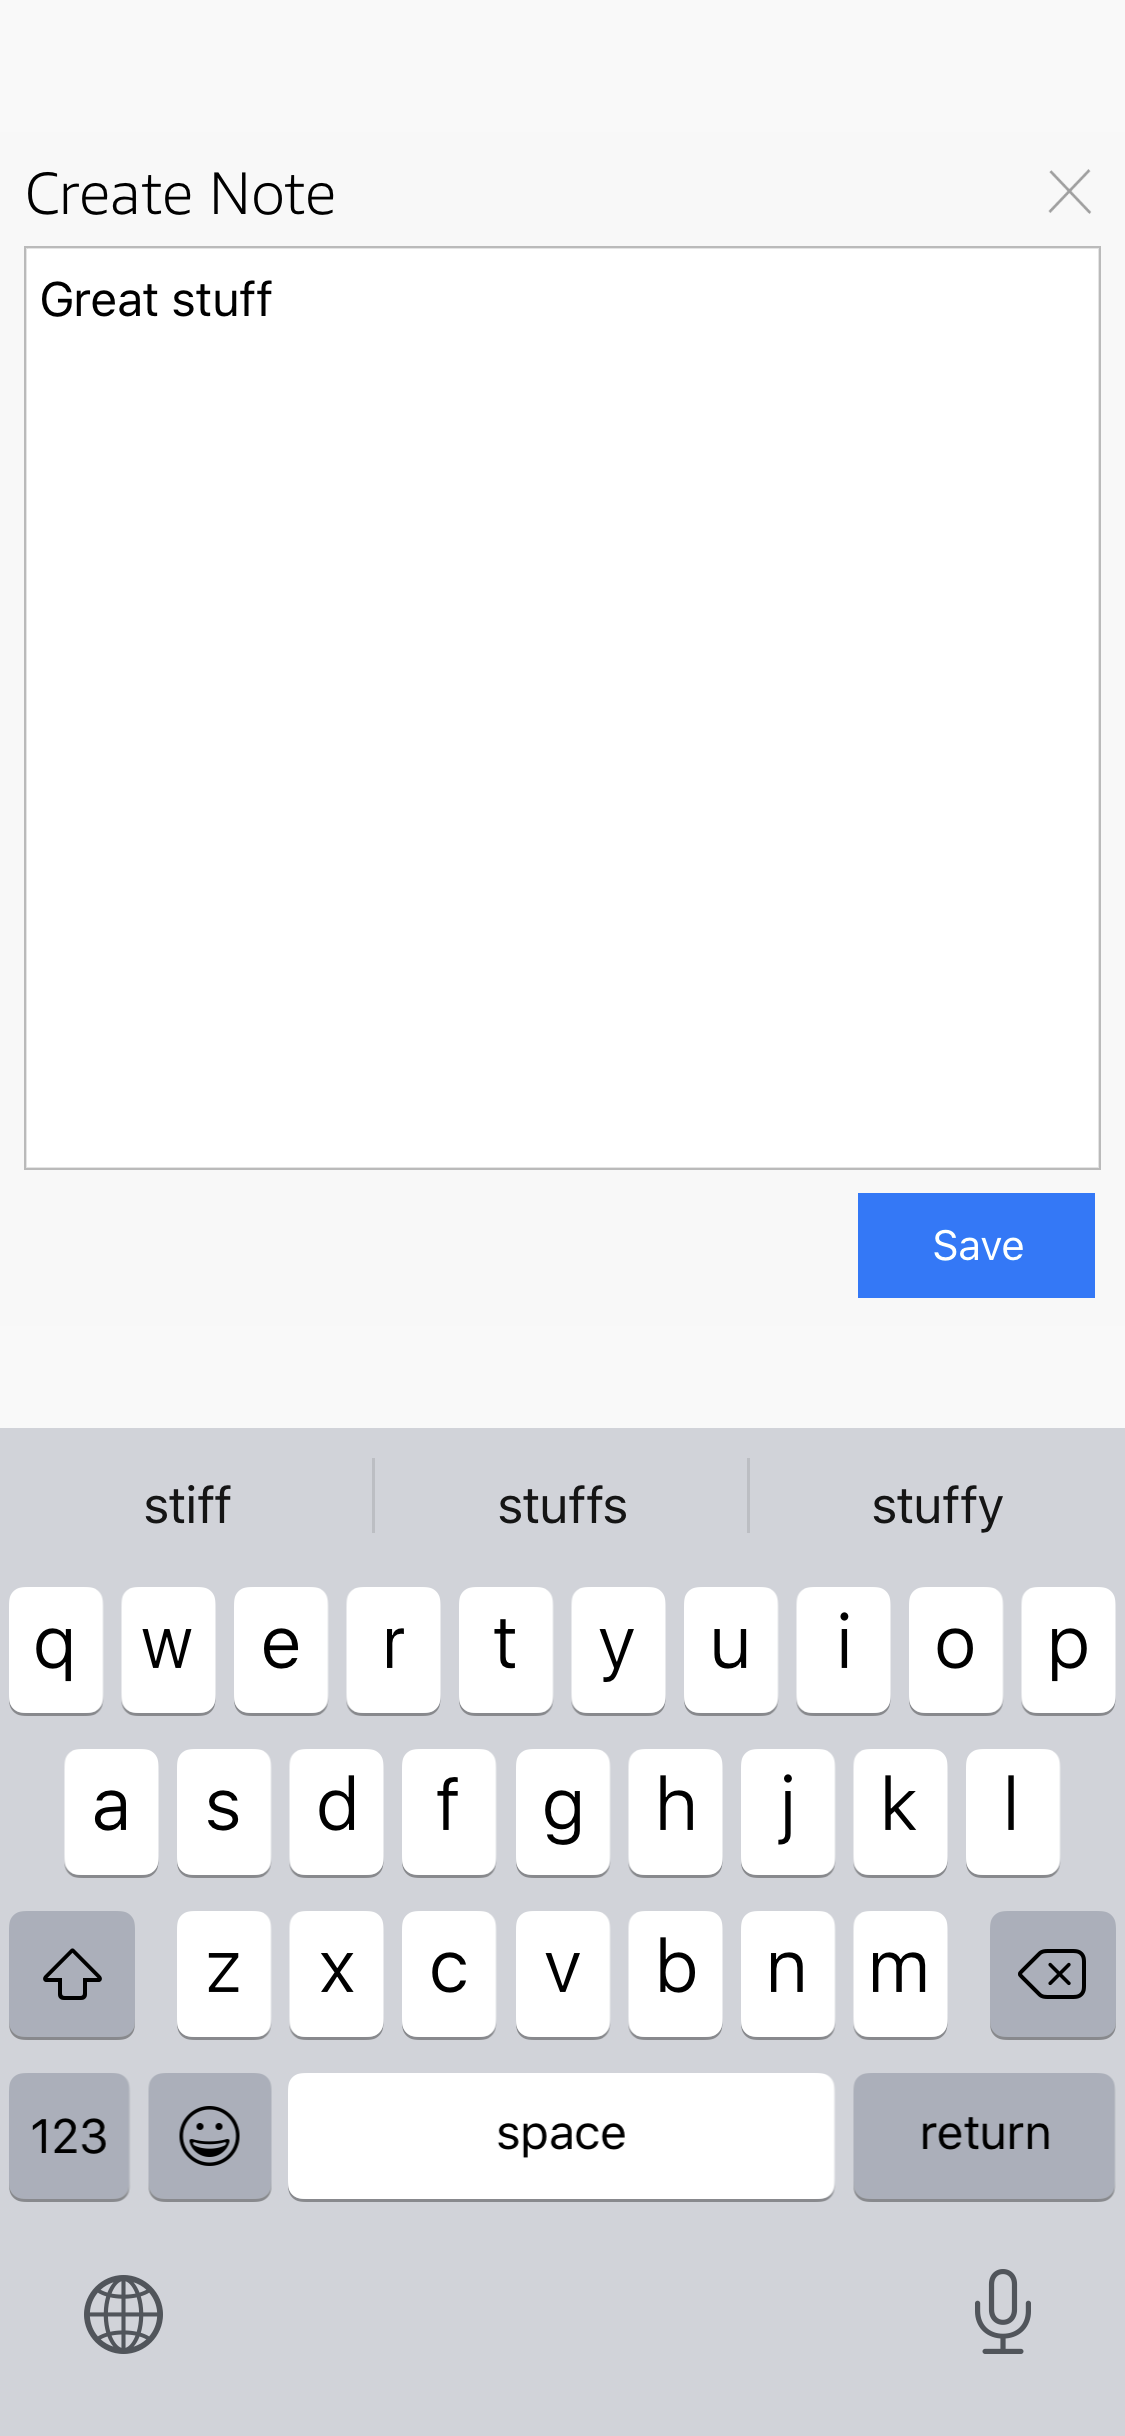 Create Note
Great stuff
Save
stiff stuffs stuffy
q w e r t y u i o p
a s d f g h j k l
z x c v b n m
123 space return